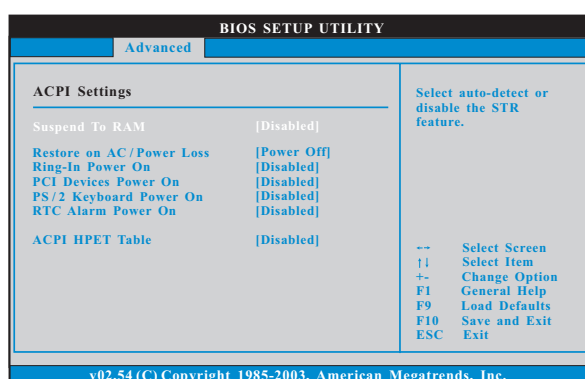 BIOS SETUP UTILITY
Advanced
ACPI Settings
Suspend To RAM [Disabled]
Restore on AC / Power Loss [Power Off]
Ring-In Power On [Disabled]
PCI Devices Power On [Disabled]
PS / 2 Keyboard Power On [Disabled]
RTC Alarm Power On [Disabled]
ACPI HPET Table [Disabled]
Select auto-detect or
disable the STR
feature.
←→ Select Screen
↑↓ Select Item
+- Change Option
F1 General Help
F9 Load Defaults
F10 Save and Exit
ESC Exit
v02.54 (C) Copyright 1985-2003, American Megatrends, Inc.